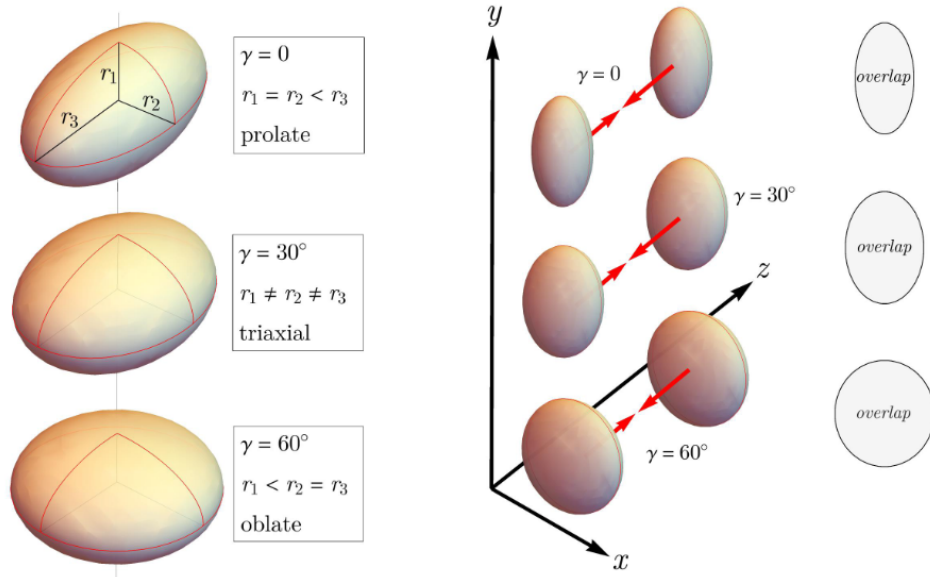 r₁
r₂
r₃
γ = 0
r₁ = r₂ < r₃
prolate
γ = 30°
r₁ ≠ r₂ ≠ r₃
triaxial
γ = 60°
r₁ < r₂ = r₃
oblate
y
γ = 0
γ = 30°
z
γ = 60°
x
overlap
overlap
overlap